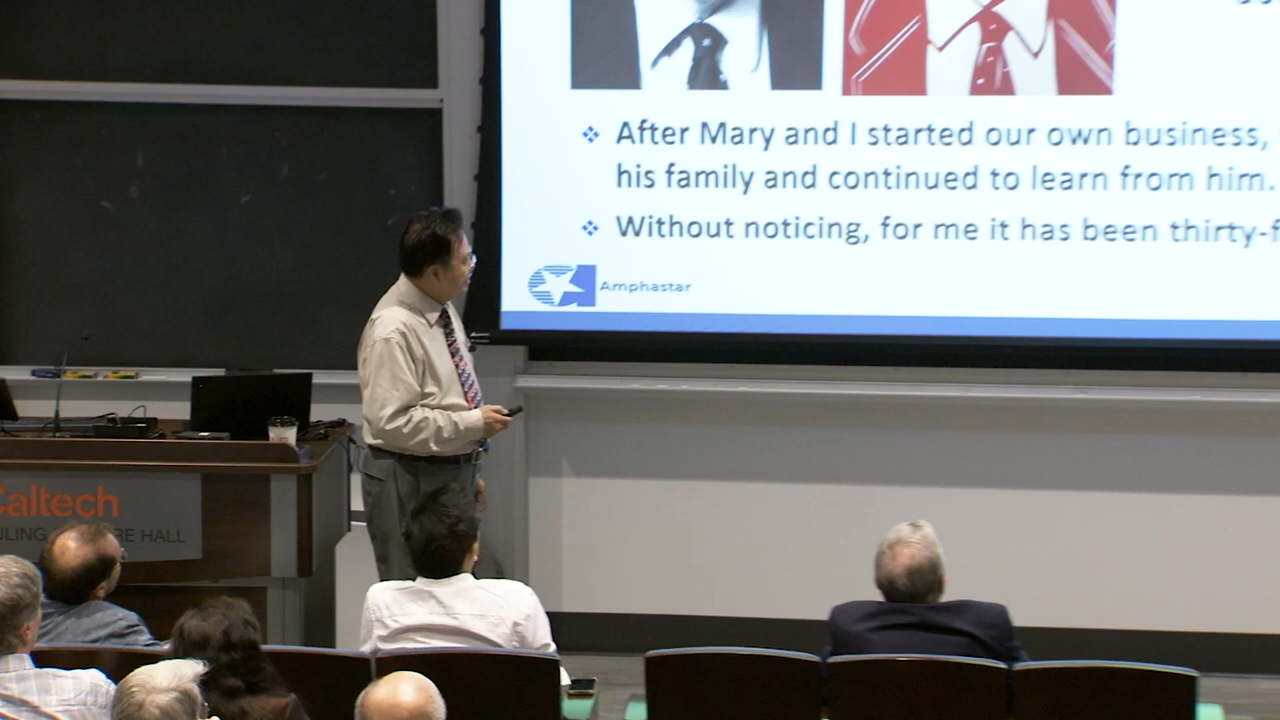 After Mary and I started our own business,
his family and continued to learn from him.
Without noticing, for me it has been thirty-f
Amphastar
Caltech
HALL